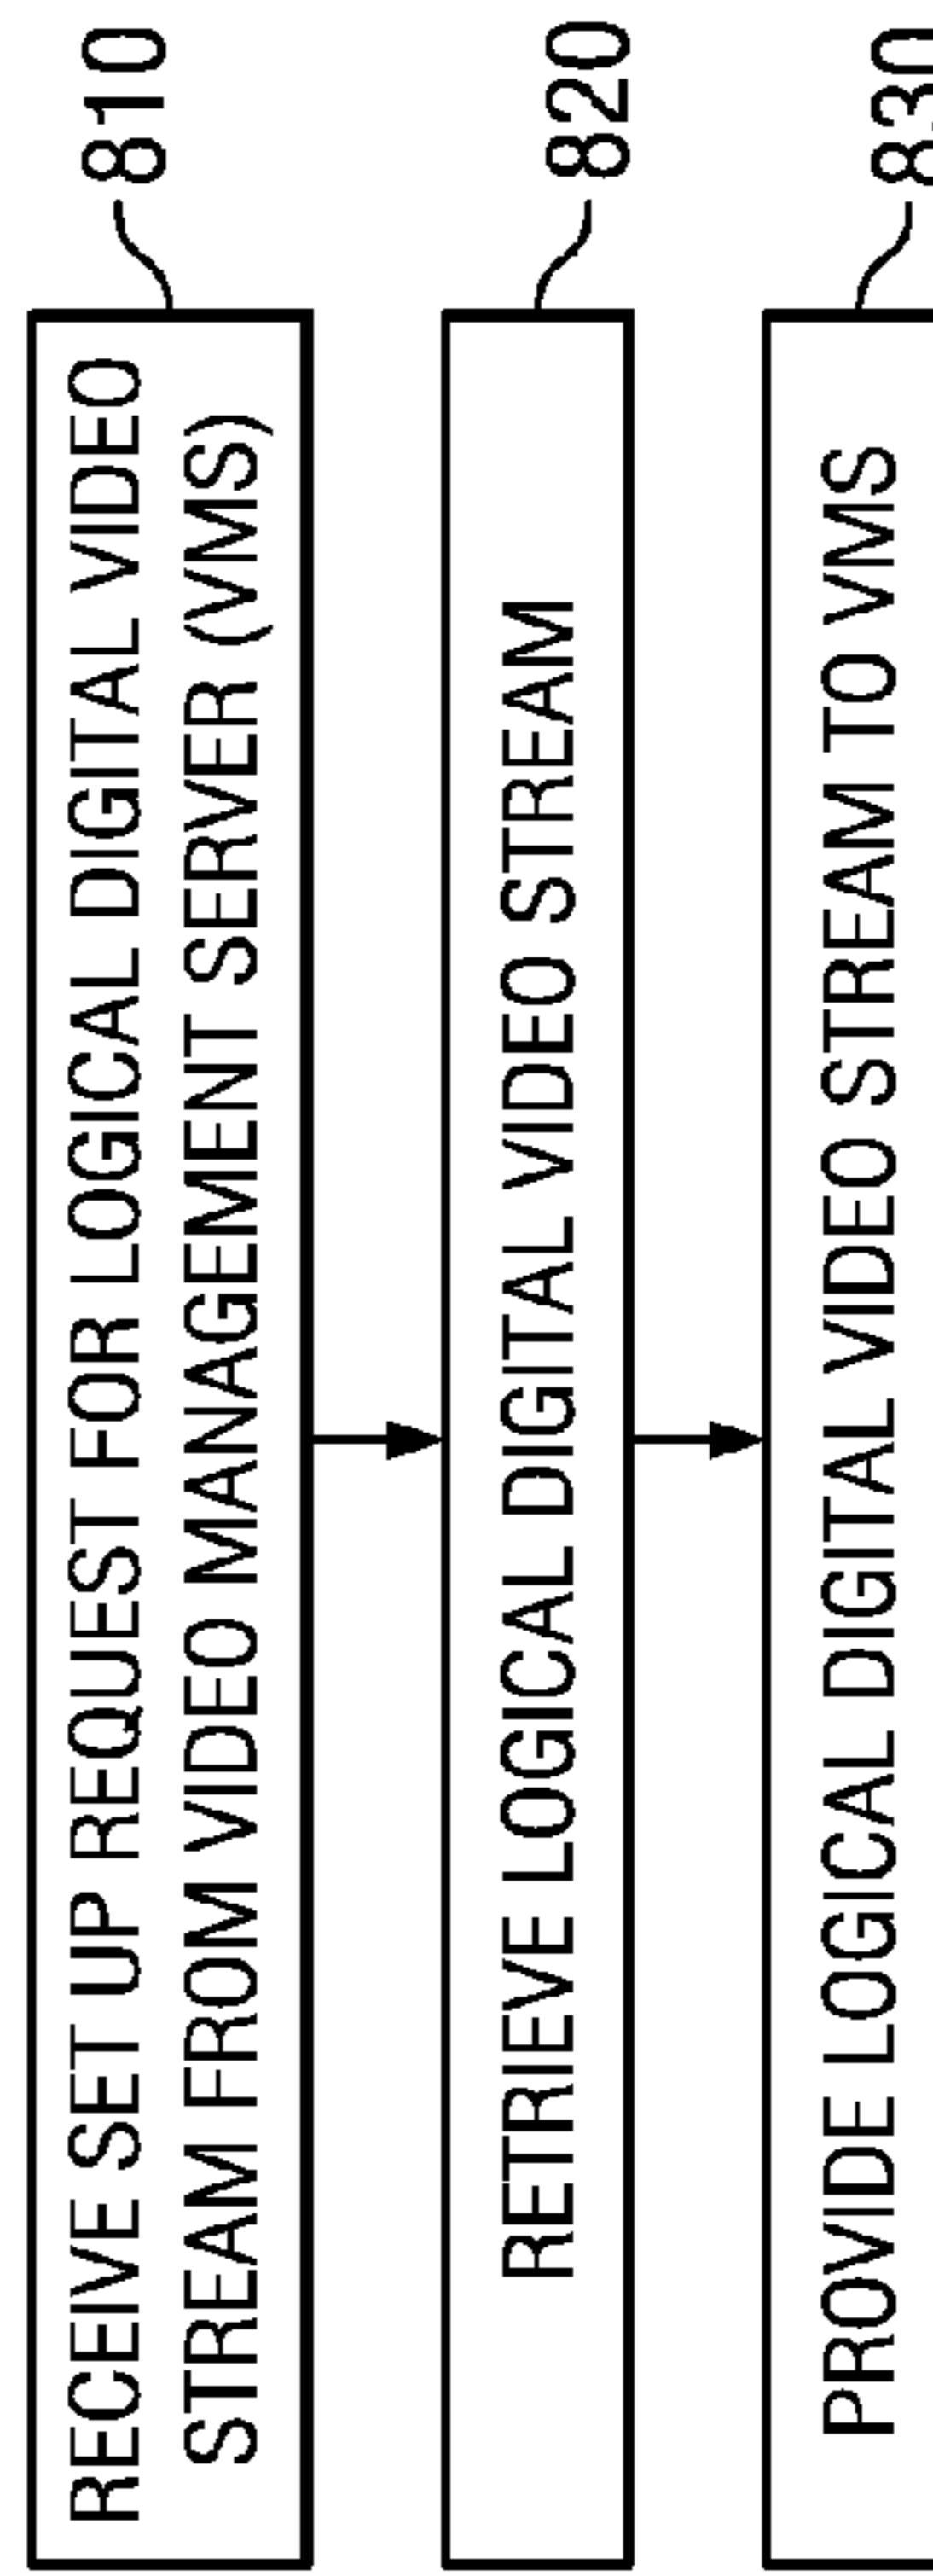 RECEIVE SET UP REQUEST FOR LOGICAL DIGITAL VIDEO
STREAM FROM VIDEO MANAGEMENT SERVER (VMS)
810
RETRIEVE LOGICAL DIGITAL VIDEO STREAM
820
PROVIDE LOGICAL DIGITAL VIDEO STREAM TO VMS
830